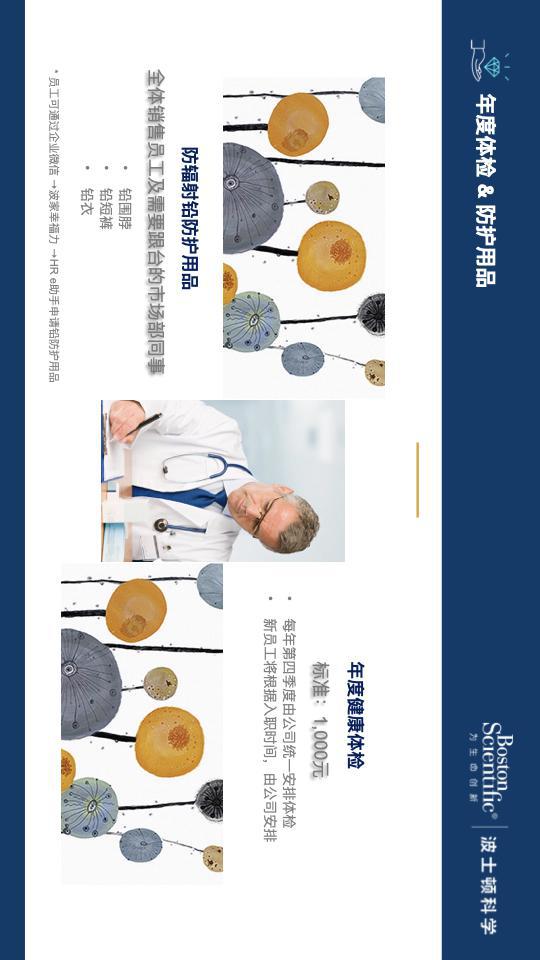 年度体检 & 防护用品
Boston
Scientific®
为生命创新
波士顿科学
防辐射铅防护用品
全体销售员工及需要跟台的市场部同事
• 铅围脖
• 铅短裤
• 铅衣
* 员工可通过企业微信 →波家幸福力 →HR e助手申请铅防护用品
年度健康体检
标准：1,000元
• 每年第四季度由公司统一安排体检
• 新员工将根据入职时间，由公司安排